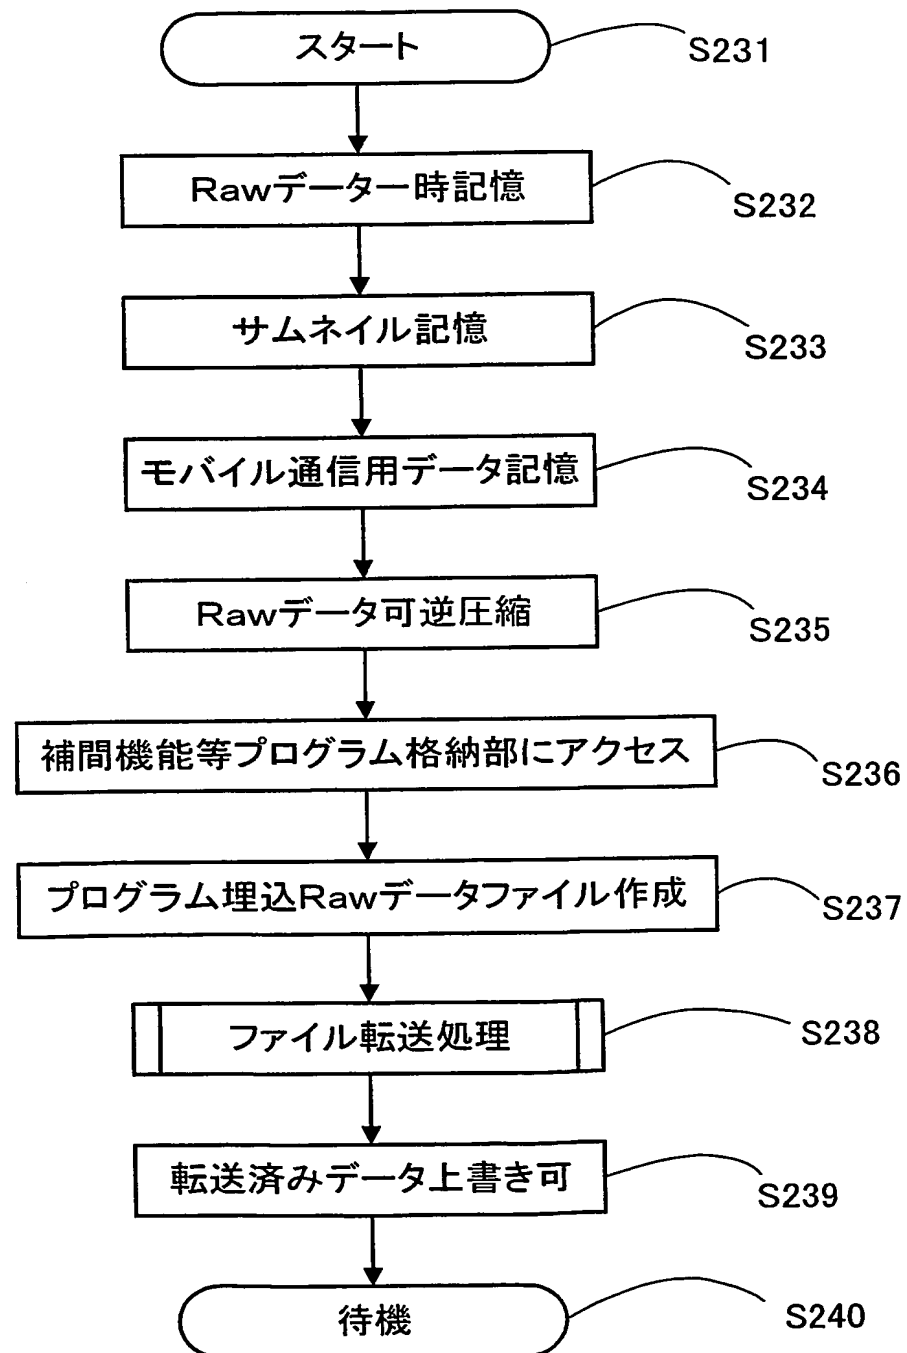 スタート
S231
Rawデータ一時記憶
S232
サムネイル記憶
S233
モバイル通信用データ記憶
S234
Rawデータ可逆圧縮
S235
補間機能等プログラム格納部にアクセス
S236
プログラム埋込Rawデータファイル作成
S237
ファイル転送処理
S238
転送済みデータ上書き可
S239
待機
S240